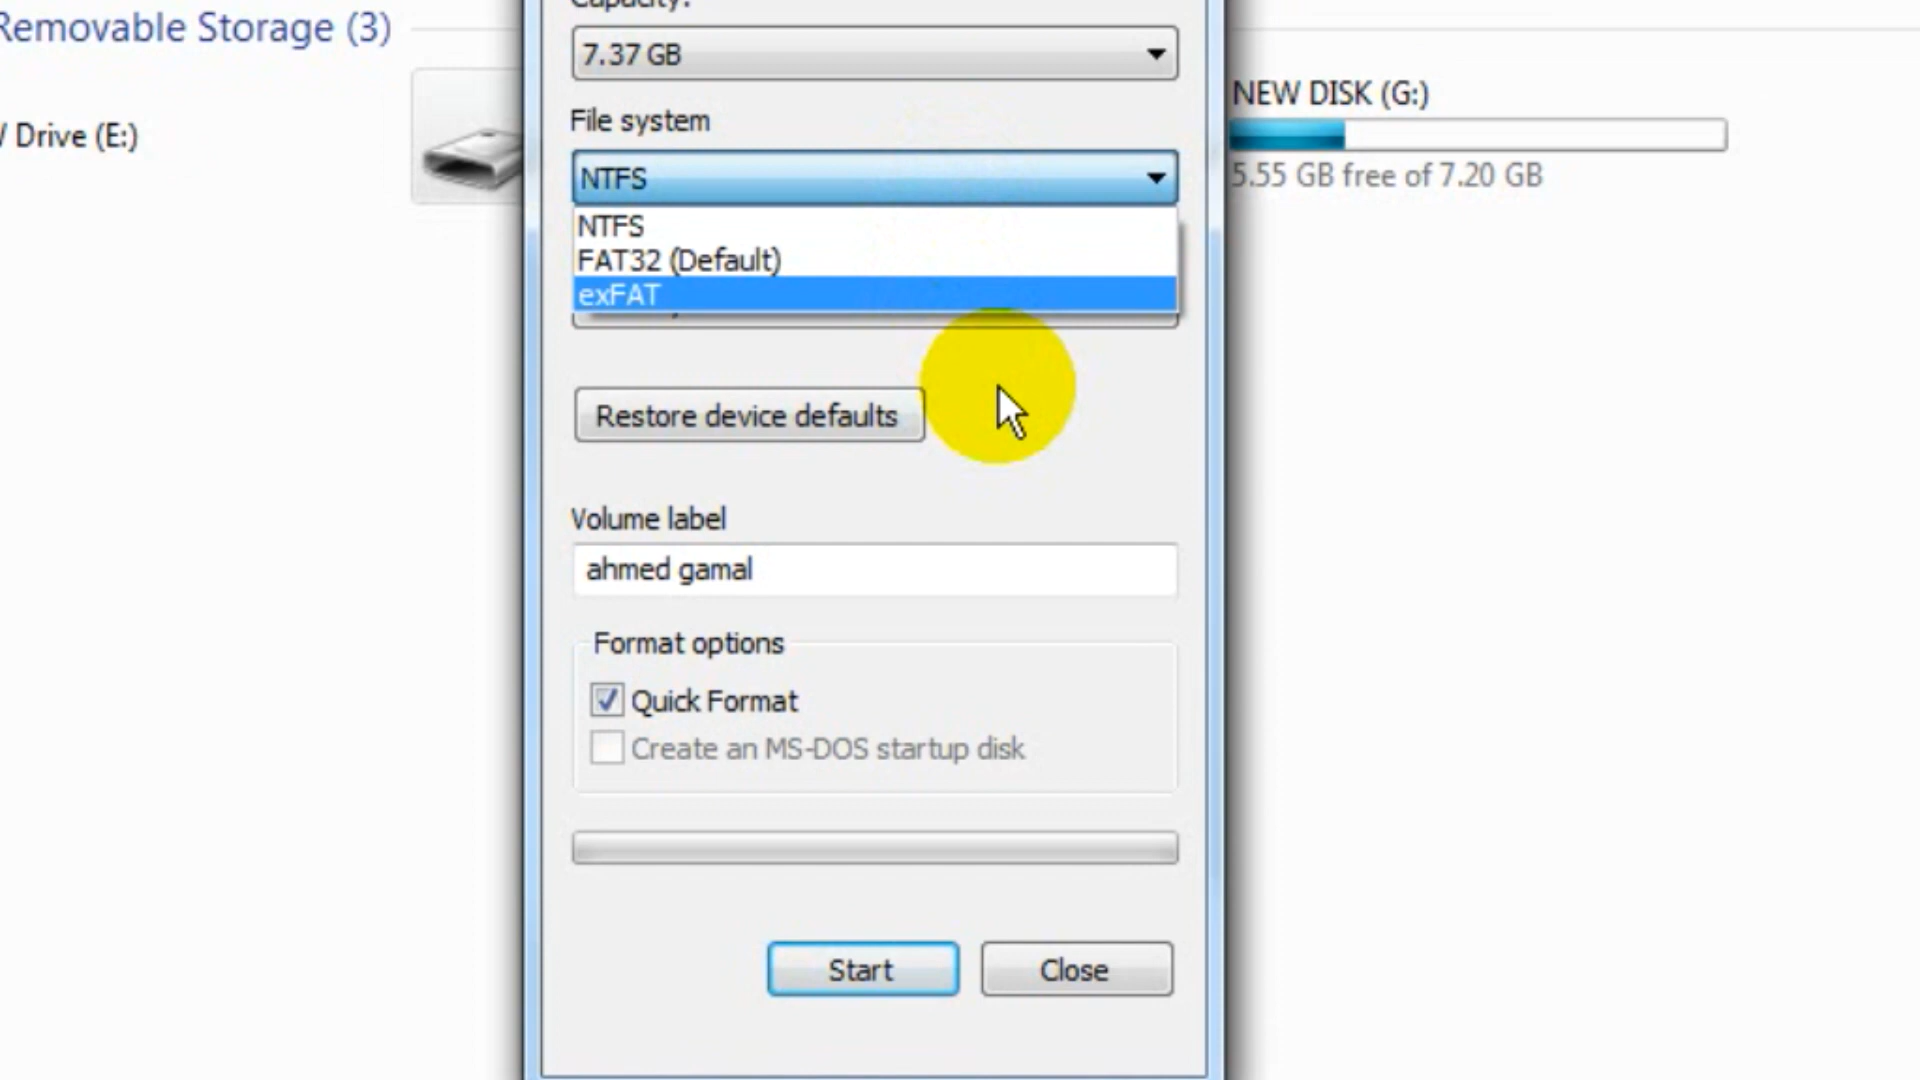 Removable Storage (3)
Drive (E:)
Capacity:
7.37 GB
File system
NTFS
NTFS
FAT32 (Default)
exFAT
Restore device defaults
Volume label
ahmed gamal
Format options
Quick Format
Create an MS-DOS startup disk
Start
Close
NEW DISK (G:)
5.55 GB free of 7.20 GB